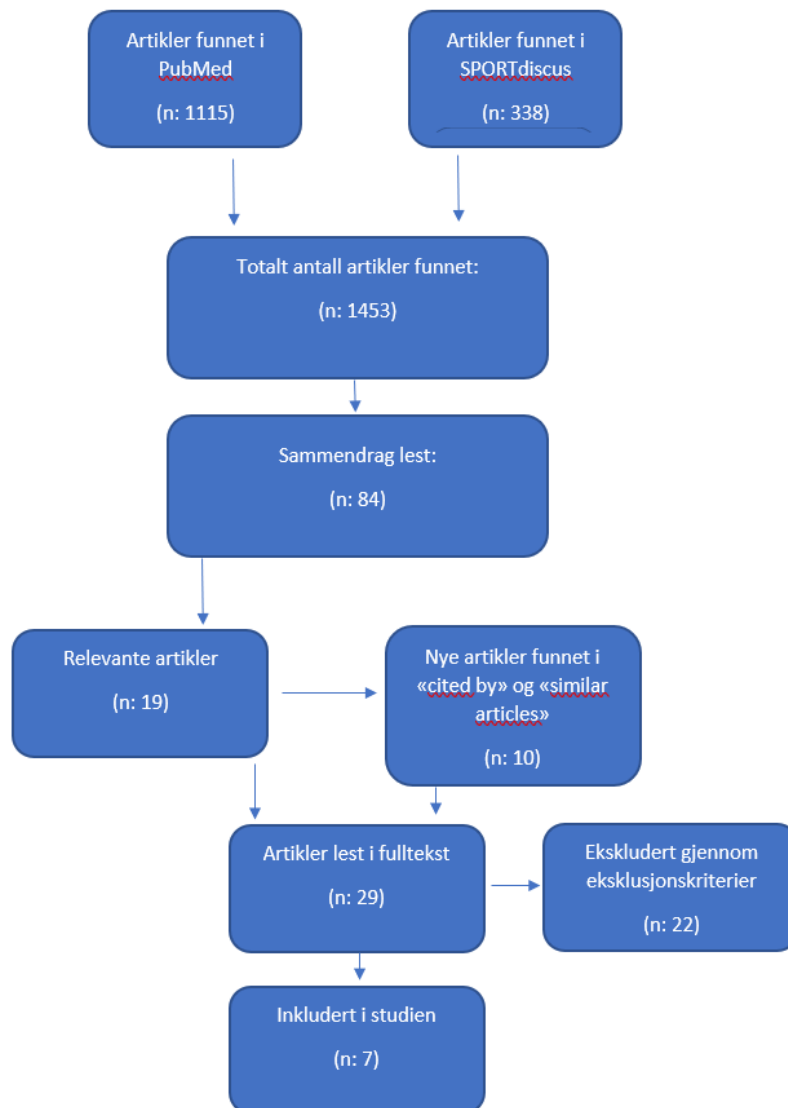 Artikler funnet i
PubMed
(n: 1115)
Artikler funnet i
SPORTdiscus
(n: 338)
Totalt antall artikler funnet:
(n: 1453)
Sammendrag lest:
(n: 84)
Relevante artikler
(n: 19)
Nye artikler funnet i
«cited by» og «similar
articles»
(n: 10)
Artikler lest i fulltekst
(n: 29)
Ekskludert gjennom
eksklusjonskriterier
(n: 22)
Inkludert i studien
(n: 7)